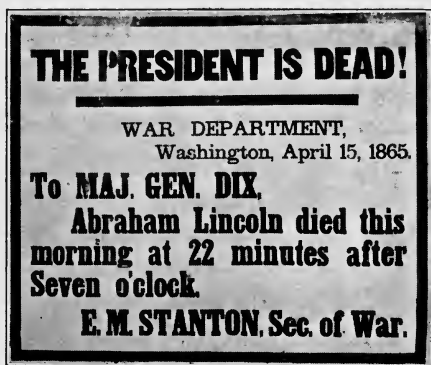 THE PRESIDENT IS DEAD!
WAR DEPARTMENT,
Washington, April 15, 1865.
To MAJ. GEN. DIX,
Abraham Lincoln died this
morning at 22 minutes after
Seven o'clock.
E. M. STANTON, Sec. of War.